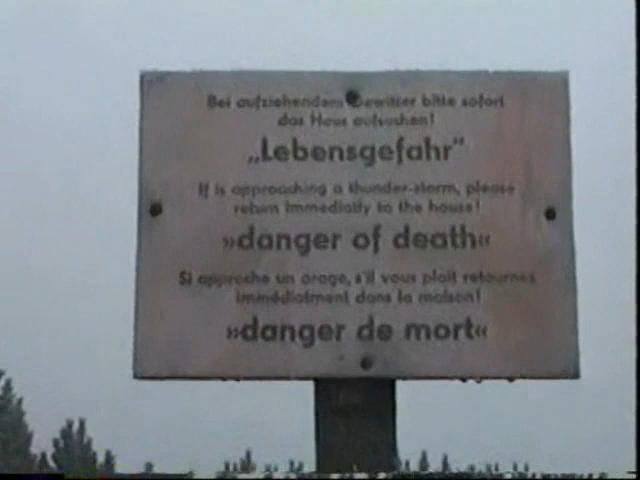 Bei aufziehendem Gewitter bitte sofort
das Haus aufsuchen!
„Lebensgefahr"
If is approaching a thunder-storm, please
return immediatly to the house!
»danger of death«
Si approche un orage, s'il vous plait retournes
immédiatment dans la maison!
»danger de mort«